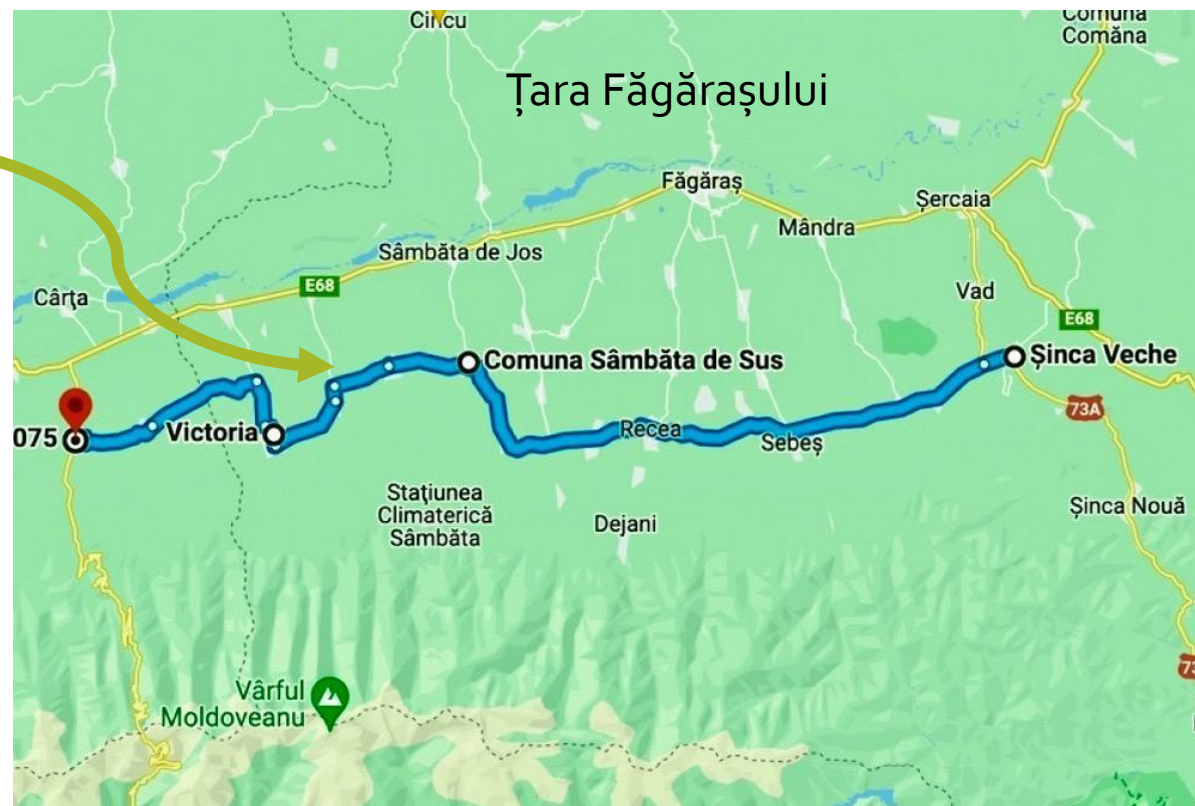 Cincu
Comuna
Comăna
Țara Făgărașului
Făgăraș
Șercaia
Mândra
Sâmbăta de Jos
E68
Cârța
Vad
E68
Comuna Sâmbăta de Sus
Șinca Veche
73A
075
Victoria
Recea
Sebeș
Stațiunea
Climaterică
Sâmbăta
Dejani
Șinca Nouă
73
Vârful
Moldoveanu